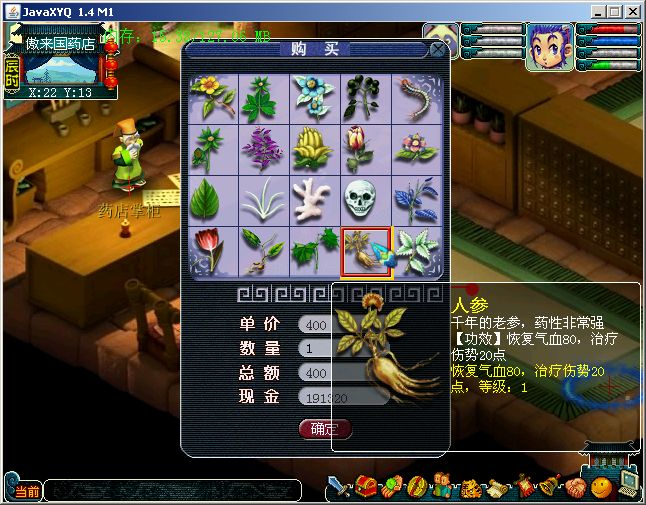 JavaXYQ 1.4 M1
傲来国药店
辰时
X:22 Y:13
购 买
药店掌柜
单 价
400
数 量
1
总 额
400
现 金
确定
人参
千年的老参，药性非常强
【功效】恢复气血80，治疗
伤势20点
恢复气血80，治疗伤势20
点，等级：1
当前